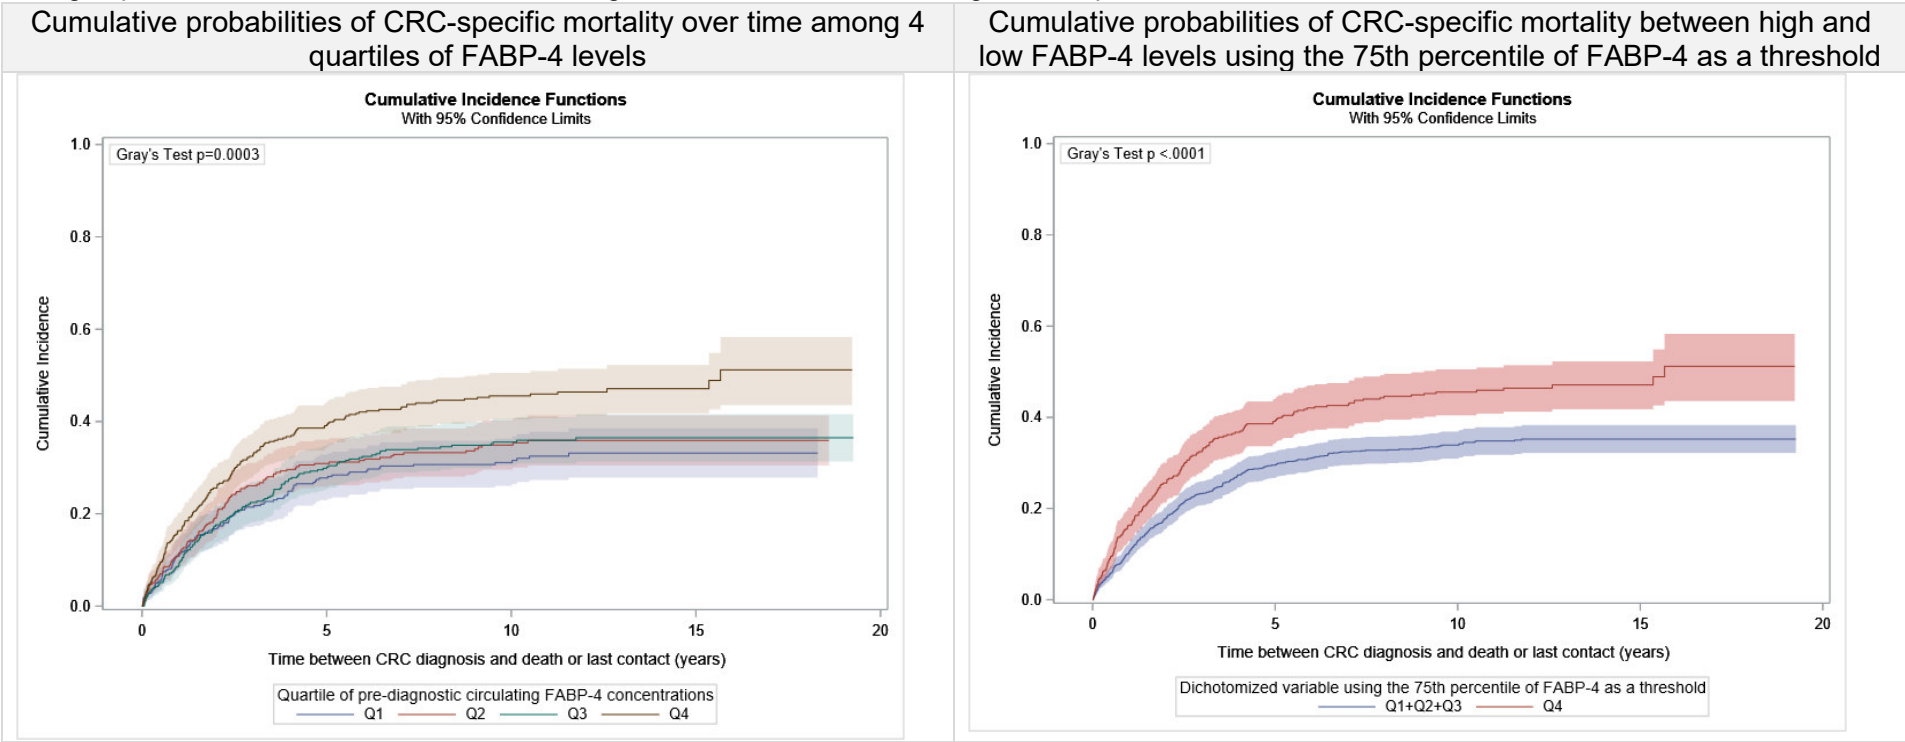 Cumulative probabilities of CRC-specific mortality over time among 4
quartiles of FABP-4 levels
Cumulative probabilities of CRC-specific mortality between high and
low FABP-4 levels using the 75th percentile of FABP-4 as a threshold
Cumulative Incidence Functions
With 95% Confidence Limits
Gray's Test p=0.0003
1.0
0.8
0.6
0.4
0.2
0.0
Cumulative Incidence
0 5 10 15 20
Time between CRC diagnosis and death or last contact (years)
Quartile of pre-diagnostic circulating FABP-4 concentrations
Q1 Q2 Q3 Q4
Cumulative Incidence Functions
With 95% Confidence Limits
Gray's Test p <.0001
1.0
0.8
0.6
0.4
0.2
0.0
Cumulative Incidence
0 5 10 15 20
Time between CRC diagnosis and death or last contact (years)
Dichotomized variable using the 75th percentile of FABP-4 as a threshold
Q1+Q2+Q3 Q4